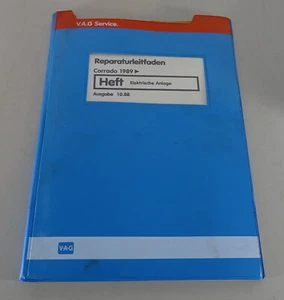 V.A.G Service.
Reparaturleitfaden
Corrado 1989 ►
Heft Elektrische Anlage
Ausgabe 10.88
V·A·G